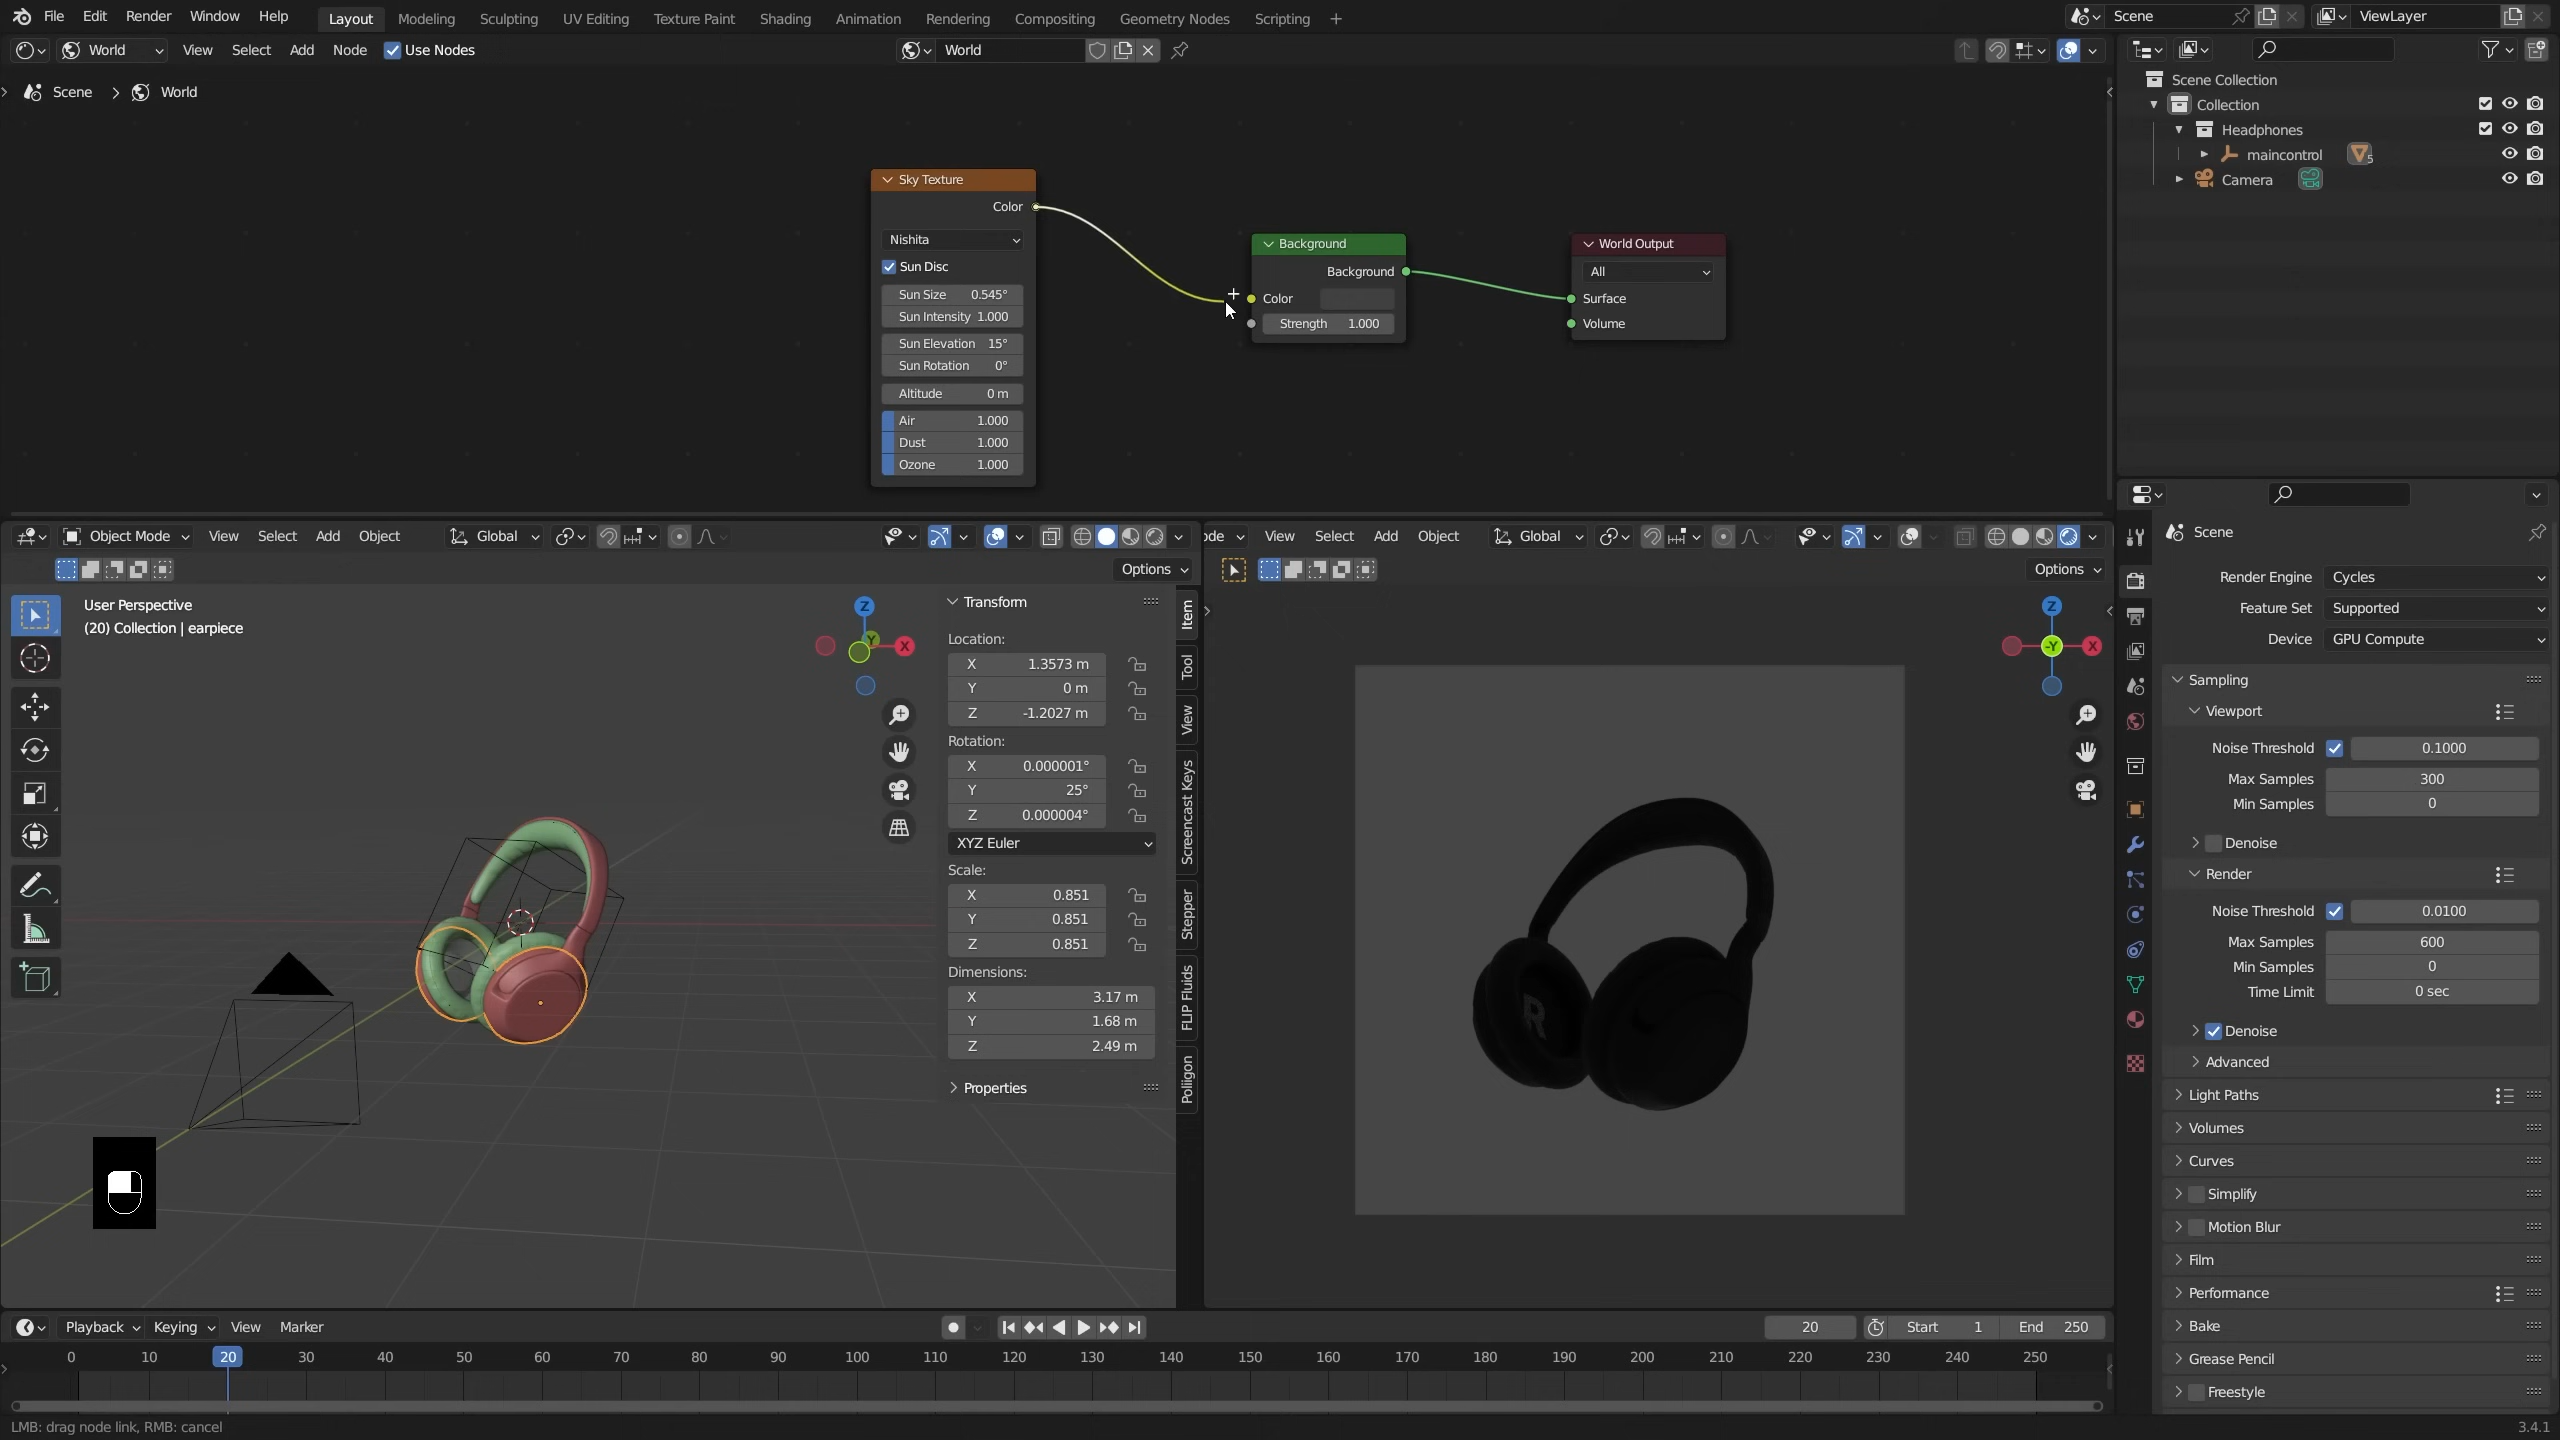 File Edit Render Window Help Layout Modeling Sculpting UV Editing Texture Paint Shading Animation Rendering Compositing Geometry Nodes Scripting + Scene ViewLayer
World View Select Add Node Use Nodes World
Scene > World
Sky Texture
Color
Nishita
Sun Disc
Sun Size 0.545°
Sun Intensity 1.000
Sun Elevation 15°
Sun Rotation 0°
Altitude 0 m
Air 1.000
Dust 1.000
Ozone 1.000
Background
Background
Color
Strength 1.000
World Output
All
Surface
Volume
Scene Collection
Collection
Headphones
maincontrol 5
Camera
Object Mode View Select Add Object Global
Options
User Perspective
(20) Collection | earpiece
Z
Y
X
Transform
Location:
X 1.3573 m
Y 0 m
Z -1.2027 m
Rotation:
X 0.000001°
Y 25°
Z 0.000004°
XYZ Euler
Scale:
X 0.851
Y 0.851
Z 0.851
Dimensions:
X 3.17 m
Y 1.68 m
Z 2.49 m
Properties
Item
Tool
View
Screencast Keys
Stepper
FLIP Fluids
Poliigon
ode View Select Add Object Global
Options
Z
-Y
X
R
Scene
Render Engine Cycles
Feature Set Supported
Device GPU Compute
Sampling
Viewport
Noise Threshold 0.1000
Max Samples 300
Min Samples 0
Denoise
Render
Noise Threshold 0.0100
Max Samples 600
Min Samples 0
Time Limit 0 sec
Denoise
Advanced
Light Paths
Volumes
Curves
Simplify
Motion Blur
Film
Performance
Bake
Grease Pencil
Freestyle
Playback Keying View Marker 20 Start 1 End 250
0 10 20 30 40 50 60 70 80 90 100 110 120 130 140 150 160 170 180 190 200 210 220 230 240 250
LMB: drag node link, RMB: cancel 3.4.1